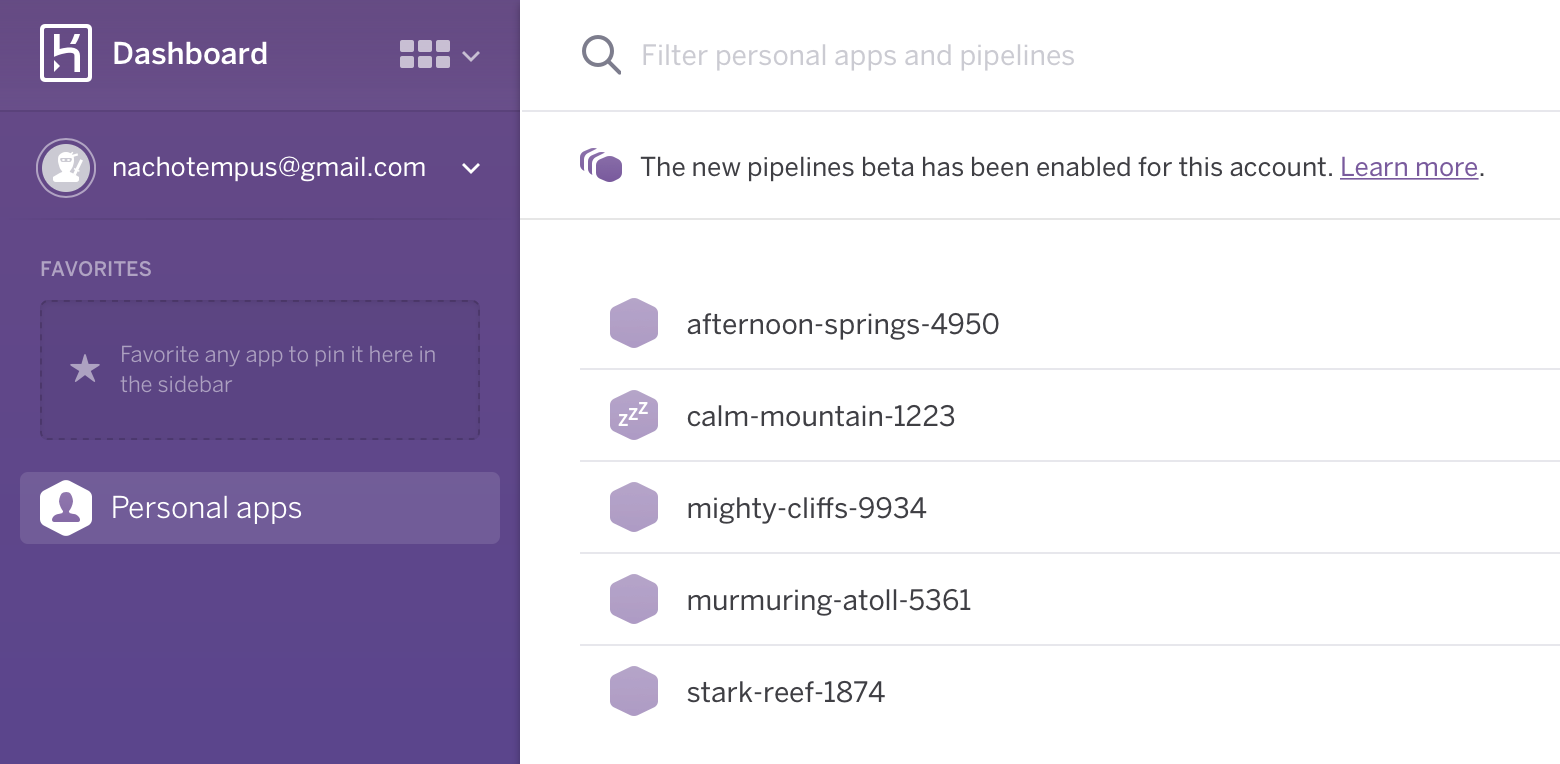 Dashboard
nachotempus@gmail.com
FAVORITES
Favorite any app to pin it here in
the sidebar
Personal apps
Filter personal apps and pipelines
The new pipelines beta has been enabled for this account. Learn more.
afternoon-springs-4950
zzZ
calm-mountain-1223
mighty-cliffs-9934
murmuring-atoll-5361
stark-reef-1874